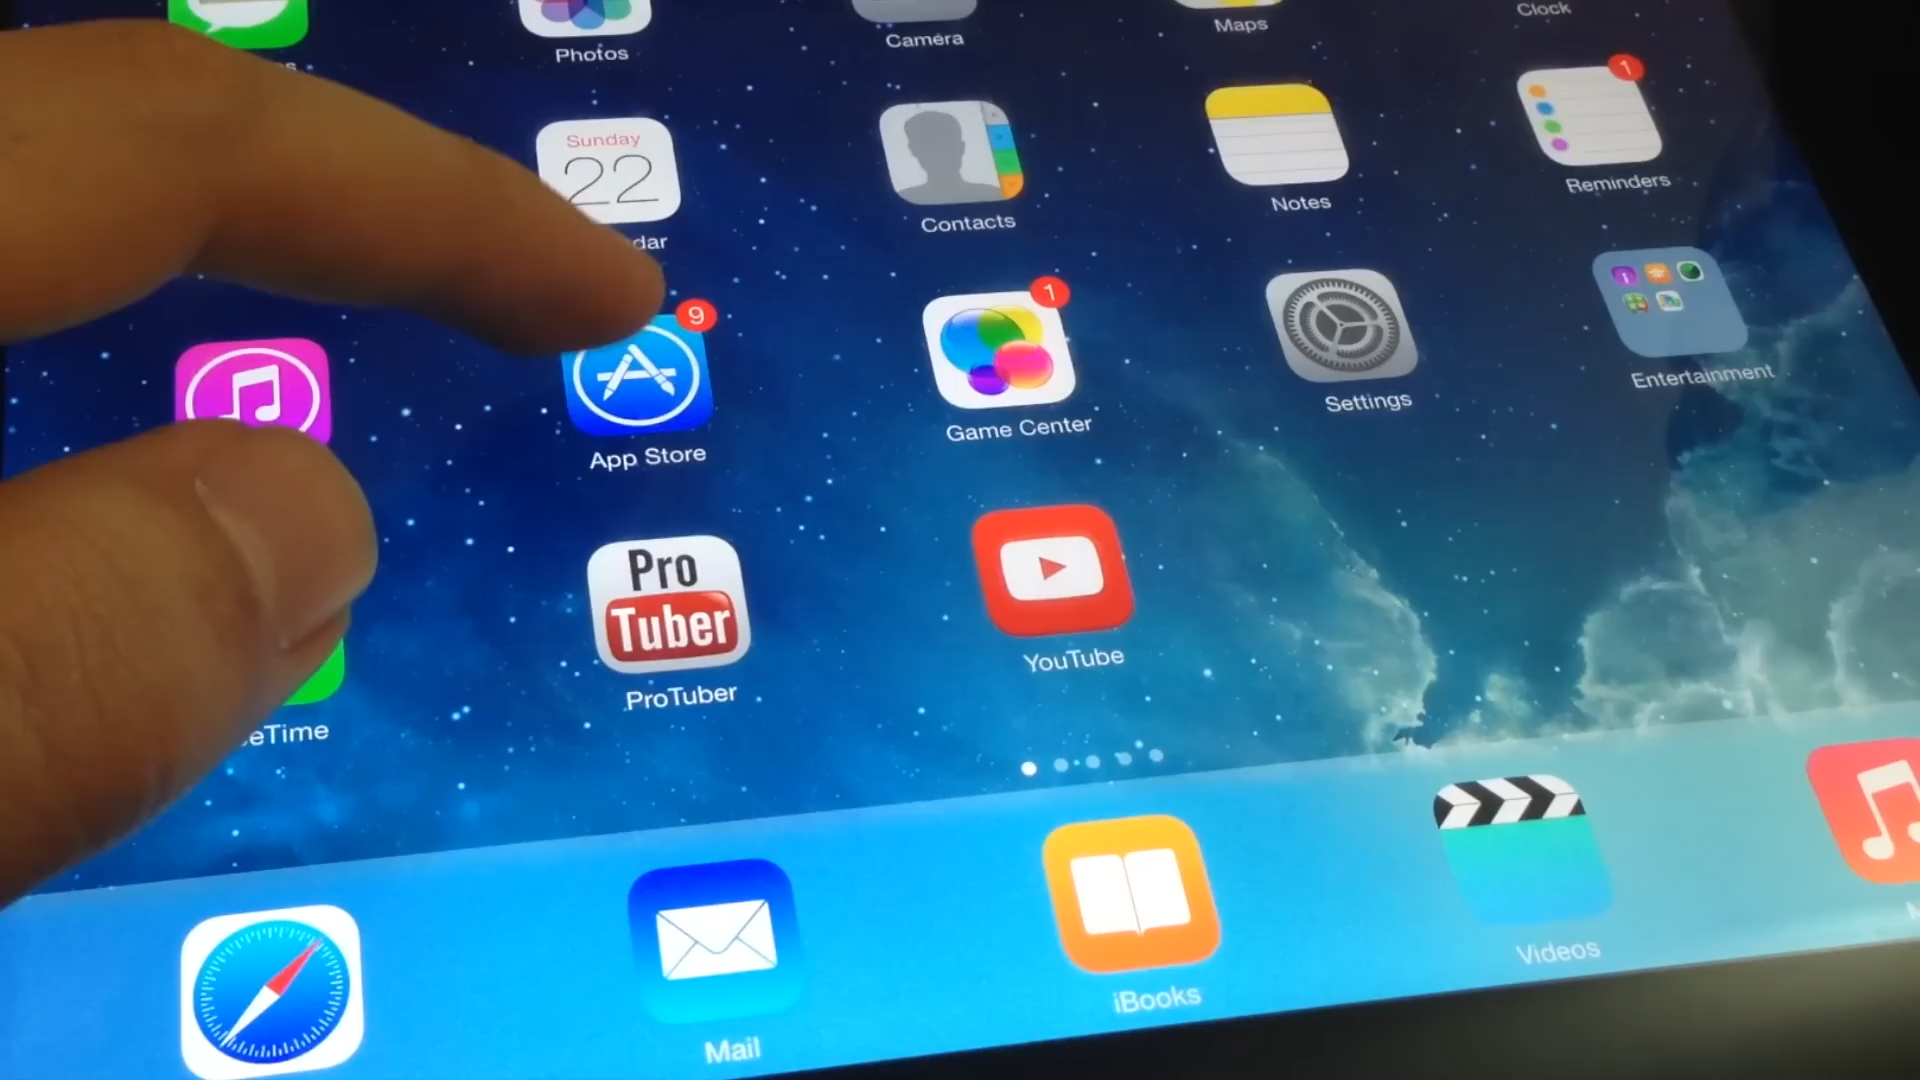 Photos
Camera
Maps
Clock
Sunday
22
dar
Contacts
Notes
1
Reminders
9
App Store
1
Game Center
Settings
Entertainment
eTime
Pro
Tuber
ProTuber
YouTube
Mail
iBooks
Videos